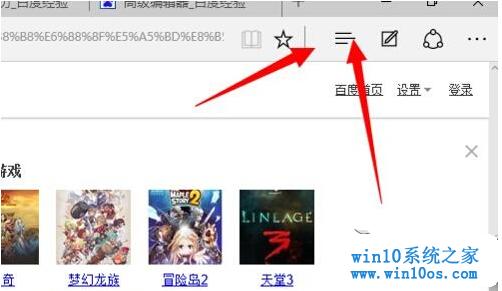 分_百度经验
高级编辑器_百度经验
38%B8%E6%88%8F%E5%A5%BD%E8%B5
百度首页 设置 登录
游戏
MAPLE STORY 2
LINEAGE 3
奇 梦幻龙族 冒险岛2 天堂3
win10系统之家
www.win10os.com